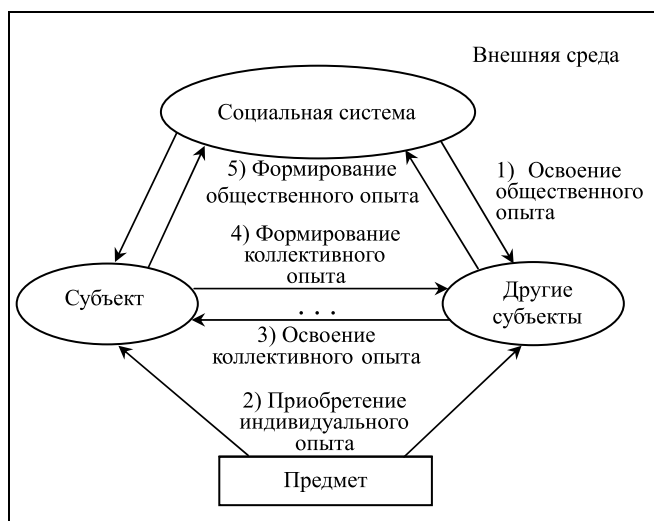 Внешняя среда
Социальная система
1) Освоение
общественного
опыта
5) Формирование
общественного опыта
4) Формирование
коллективного
опыта
Субъект
. . .
Другие
субъекты
3) Освоение
коллективного опыта
2) Приобретение
индивидуального
опыта
Предмет